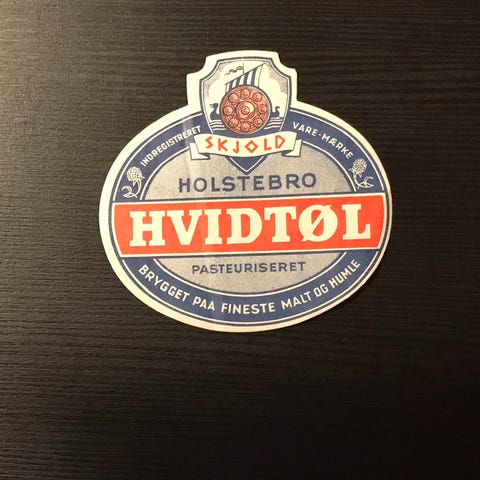 SKJOLD
INDREGISTRERET VARE-MÆRKE
HOLSTEBRO
HVIDTØL
PASTEURISERET
BRYGGET PAA FINESTE MALT OG HUMLE